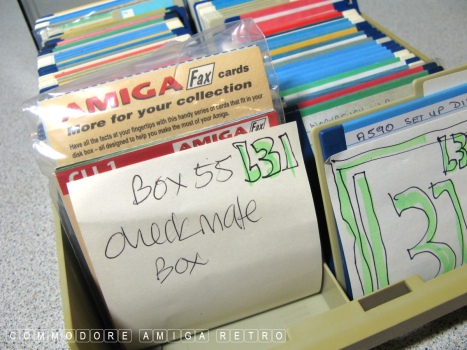 AMIGA Fax cards
More for your collection
Have all the facts at your fingertips with this handy series of cards that fit in your
disk box - all designed to help you make the most of your Amiga.
AMIGA Fax
BOX 55 131
checkmate
BOX
A590 SET UP DI
131
COMMODORE AMIGA RETRO